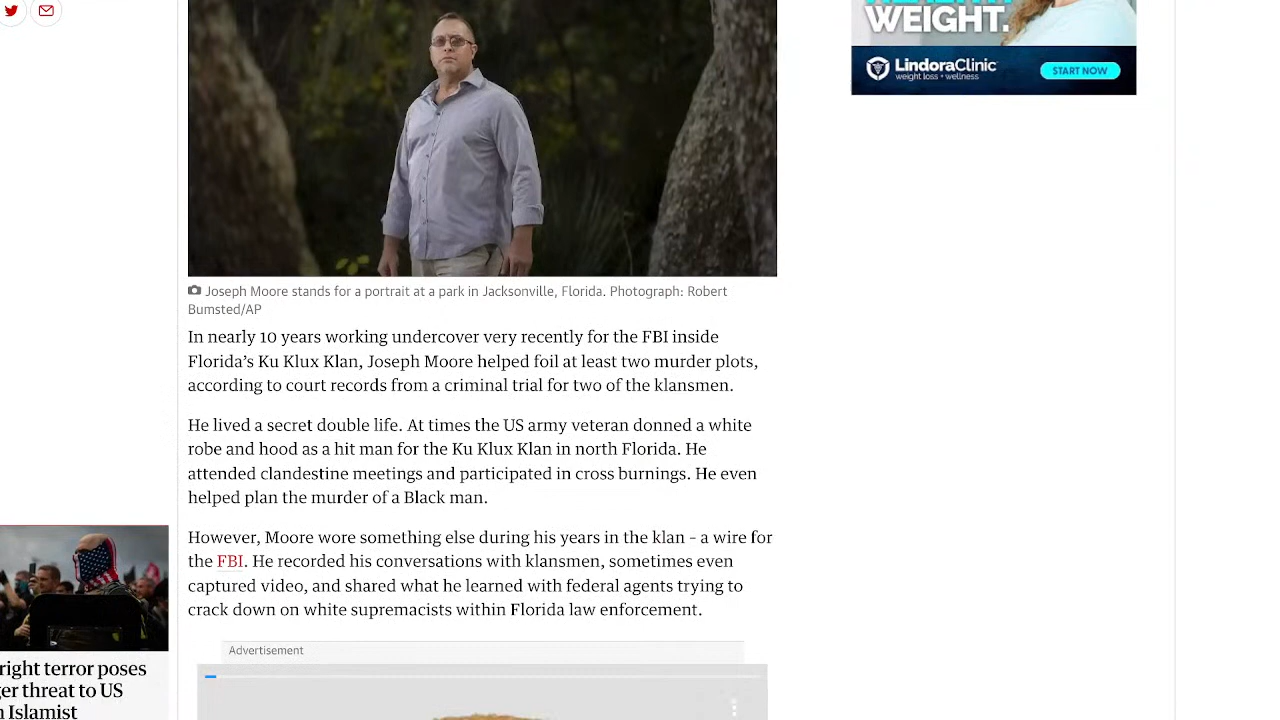 WEIGHT.
LindoraClinic
weight loss + wellness
START NOW
Joseph Moore stands for a portrait at a park in Jacksonville, Florida. Photograph: Robert
Bumsted/AP
In nearly 10 years working undercover very recently for the FBI inside
Florida’s Ku Klux Klan, Joseph Moore helped foil at least two murder plots,
according to court records from a criminal trial for two of the klansmen.
He lived a secret double life. At times the US army veteran donned a white
robe and hood as a hit man for the Ku Klux Klan in north Florida. He
attended clandestine meetings and participated in cross burnings. He even
helped plan the murder of a Black man.
However, Moore wore something else during his years in the klan – a wire for
the FBI. He recorded his conversations with klansmen, sometimes even
captured video, and shared what he learned with federal agents trying to
crack down on white supremacists within Florida law enforcement.
Advertisement
right terror poses
er threat to US
n Islamist